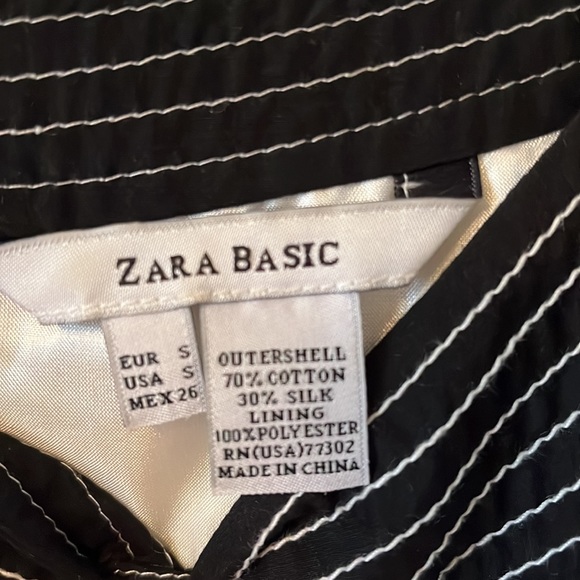 ZARA BASIC
EUR S
USA S
MEX 26
OUTERSHELL
70% COTTON
30% SILK
LINING
100% POLYESTER
RN(USA)77302
MADE IN CHINA